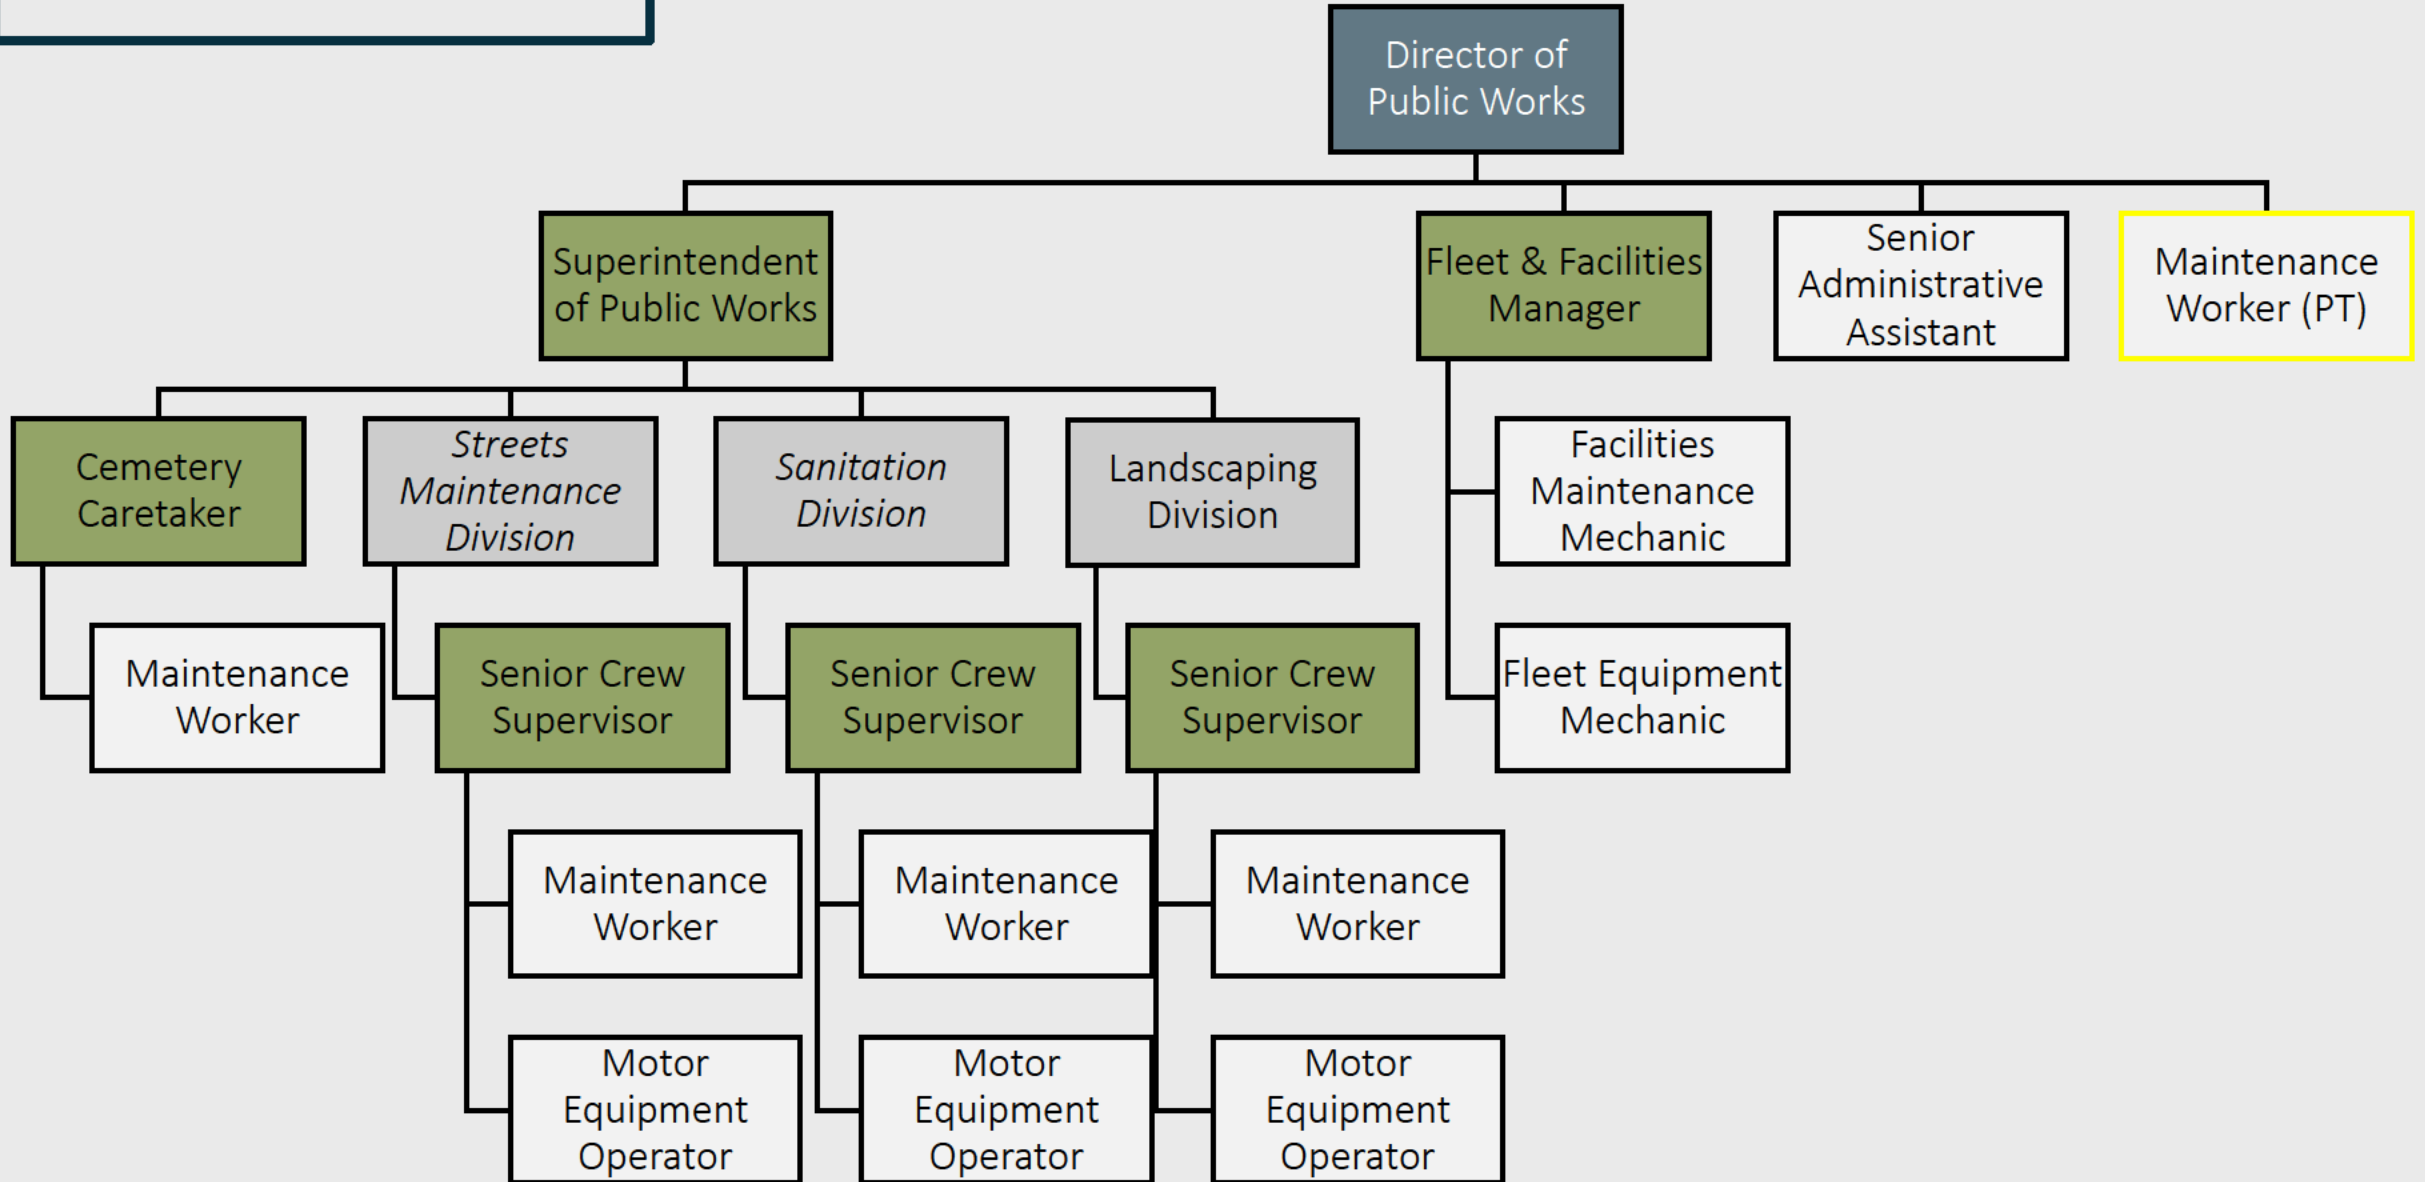 Director of
Public Works
Superintendent
of Public Works
Fleet & Facilities
Manager
Senior
Administrative
Assistant
Maintenance
Worker (PT)
Cemetery
Caretaker
Streets
Maintenance
Division
Sanitation
Division
Landscaping
Division
Facilities
Maintenance
Mechanic
Maintenance
Worker
Senior Crew
Supervisor
Senior Crew
Supervisor
Senior Crew
Supervisor
Fleet Equipment
Mechanic
Maintenance
Worker
Maintenance
Worker
Maintenance
Worker
Motor
Equipment
Operator
Motor
Equipment
Operator
Motor
Equipment
Operator